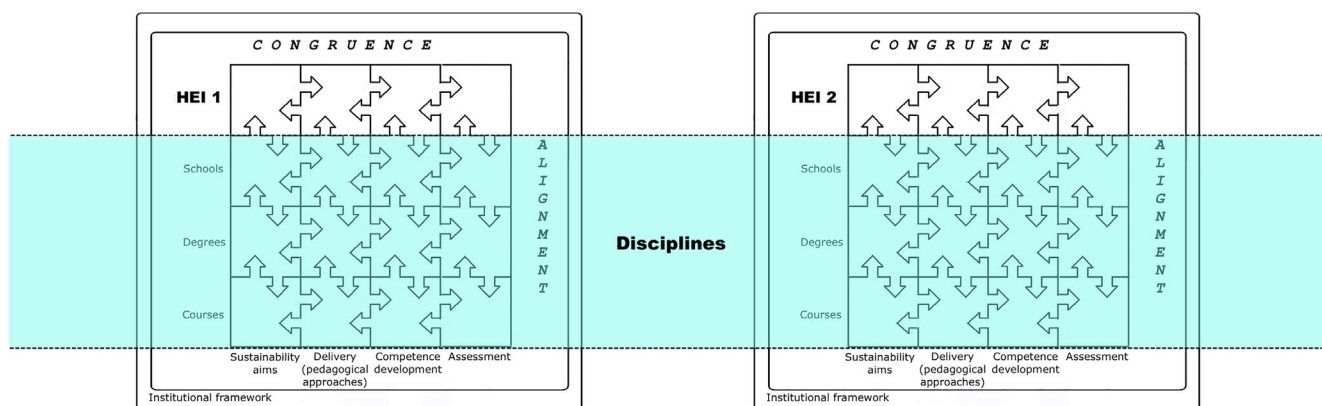 C O N G R U E N C E
HEI 1
Schools
Degrees
Courses
A L I G N M E N T
Sustainability
aims
Delivery
(pedagogical
approaches)
Competence
development
Assessment
Institutional framework
Disciplines
C O N G R U E N C E
HEI 2
Schools
Degrees
Courses
A L I G N M E N T
Sustainability
aims
Delivery
(pedagogical
approaches)
Competence
development
Assessment
Institutional framework